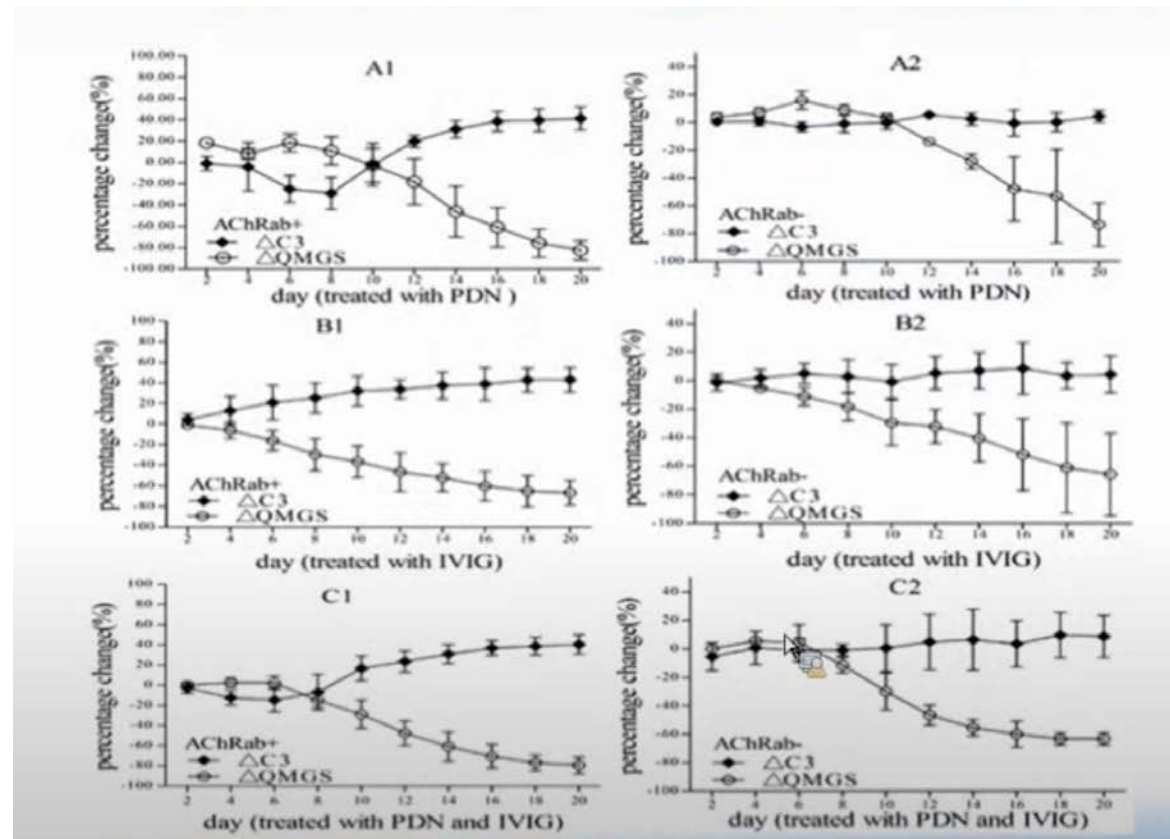 A1
100.00
80.00
60.00
40.00
20.00
0.00
-20.00
-40.00
-60.00
-80.00
-100.00
percentage change(%)
AChRab+
△C3
△QMGS
2 4 6 8 10 12 14 16 18 20
day (treated with PDN )
A2
40
20
0
-20
-40
-60
-80
-100
percentage change(%)
AChRab-
△C3
△QMGS
2 4 6 8 10 12 14 16 18 20
day (treated with PDN)
B1
100
80
60
40
20
0
-20
-40
-60
-80
-100
percentage change(%)
AChRab+
△C3
△QMGS
2 4 6 8 10 12 14 16 18 20
day (treated with IVIG)
B2
40
20
0
-20
-40
-60
-80
-100
percentage change(%)
AChRab-
△C3
△QMGS
2 4 6 8 10 12 14 16 18 20
day (treated with IVIG)
C1
100
80
60
40
20
0
-20
-40
-60
-80
-100
percentage change(%)
AChRab+
△C3
△QMGS
2 4 6 8 10 12 14 16 18 20
day (treated with PDN and IVIG)
C2
40
20
0
-20
-40
-60
-80
-100
percentage change(%)
AChRab-
△C3
△QMGS
2 4 6 8 10 12 14 16 18 20
day (treated with PDN and IVIG)